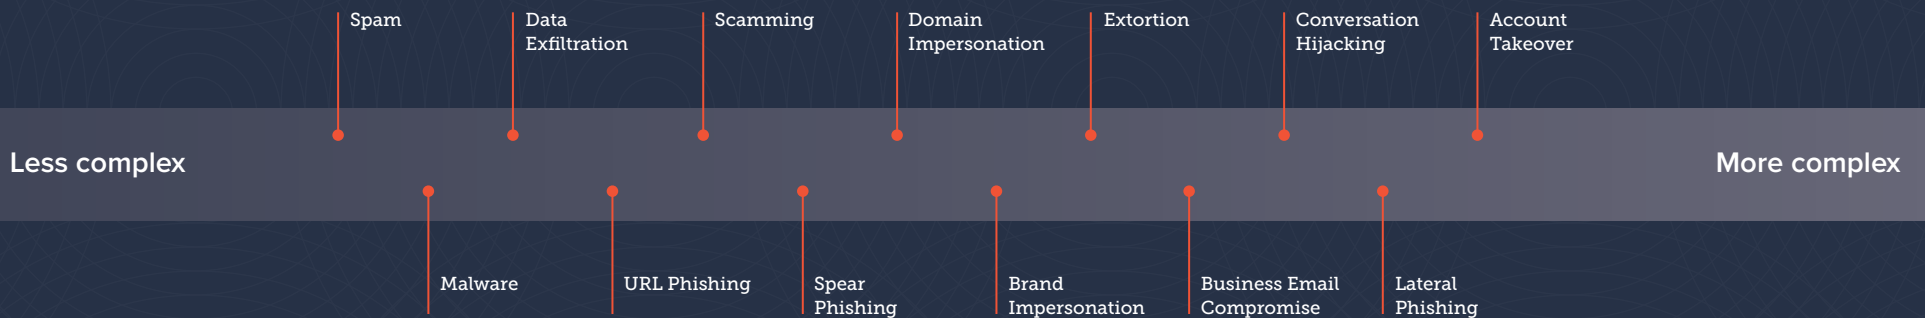 Spam
Data
Exfiltration
Scamming
Domain
Impersonation
Extortion
Conversation
Hijacking
Account
Takeover
Less complex
More complex
Malware
URL Phishing
Spear
Phishing
Brand
Impersonation
Business Email
Compromise
Lateral
Phishing